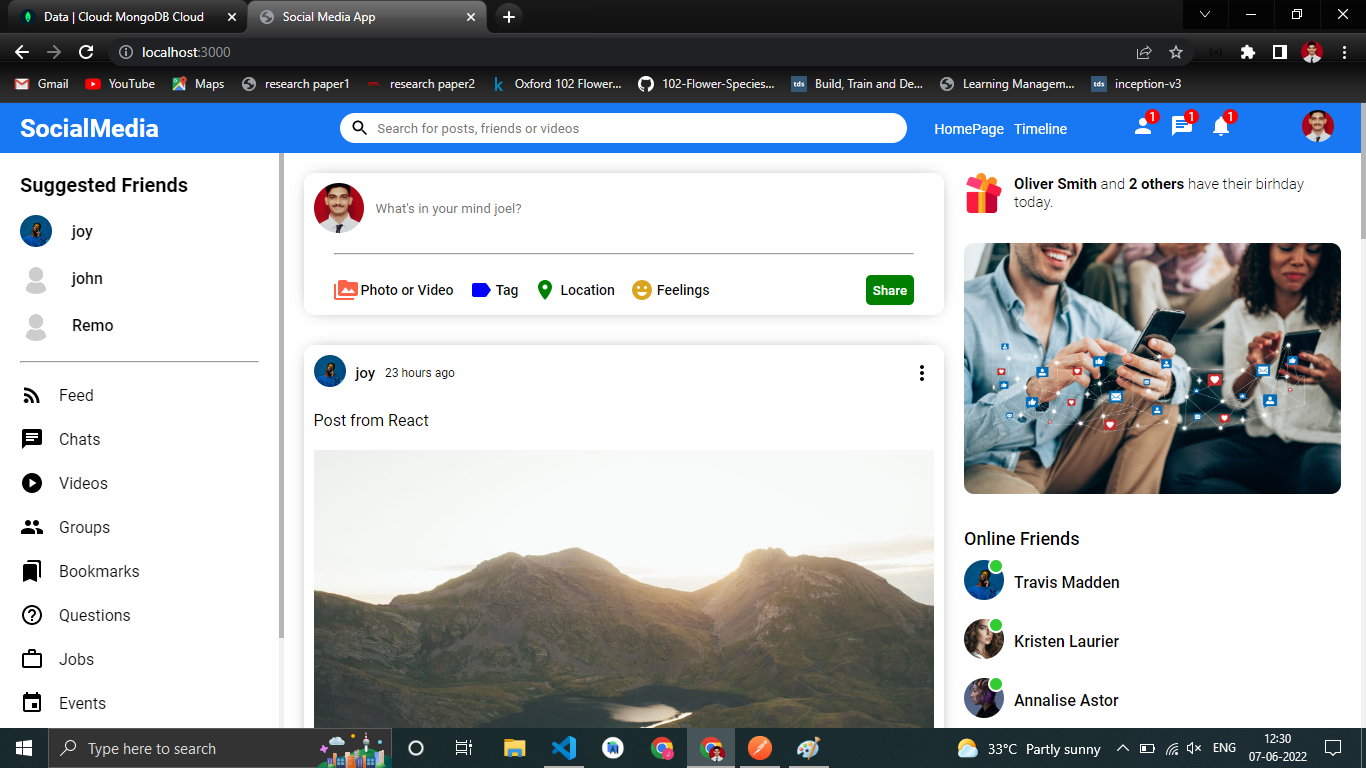 Data | Cloud: MongoDB Cloud
Social Media App
localhost:3000
Gmail
YouTube
Maps
research paper1
research paper2
Oxford 102 Flower...
102-Flower-Species...
Build, Train and De...
Learning Managem...
inception-v3
SocialMedia
Search for posts, friends or videos
HomePage
Timeline
1
1
1
Suggested Friends
joy
john
Remo
Feed
Chats
Videos
Groups
Bookmarks
Questions
Jobs
Events
What's in your mind joel?
Photo or Video
Tag
Location
Feelings
Share
joy 23 hours ago
Post from React
Oliver Smith and 2 others have their birhday
today.
Online Friends
Travis Madden
Kristen Laurier
Annalise Astor
Type here to search
33°C Partly sunny
ENG
12:30
07-06-2022